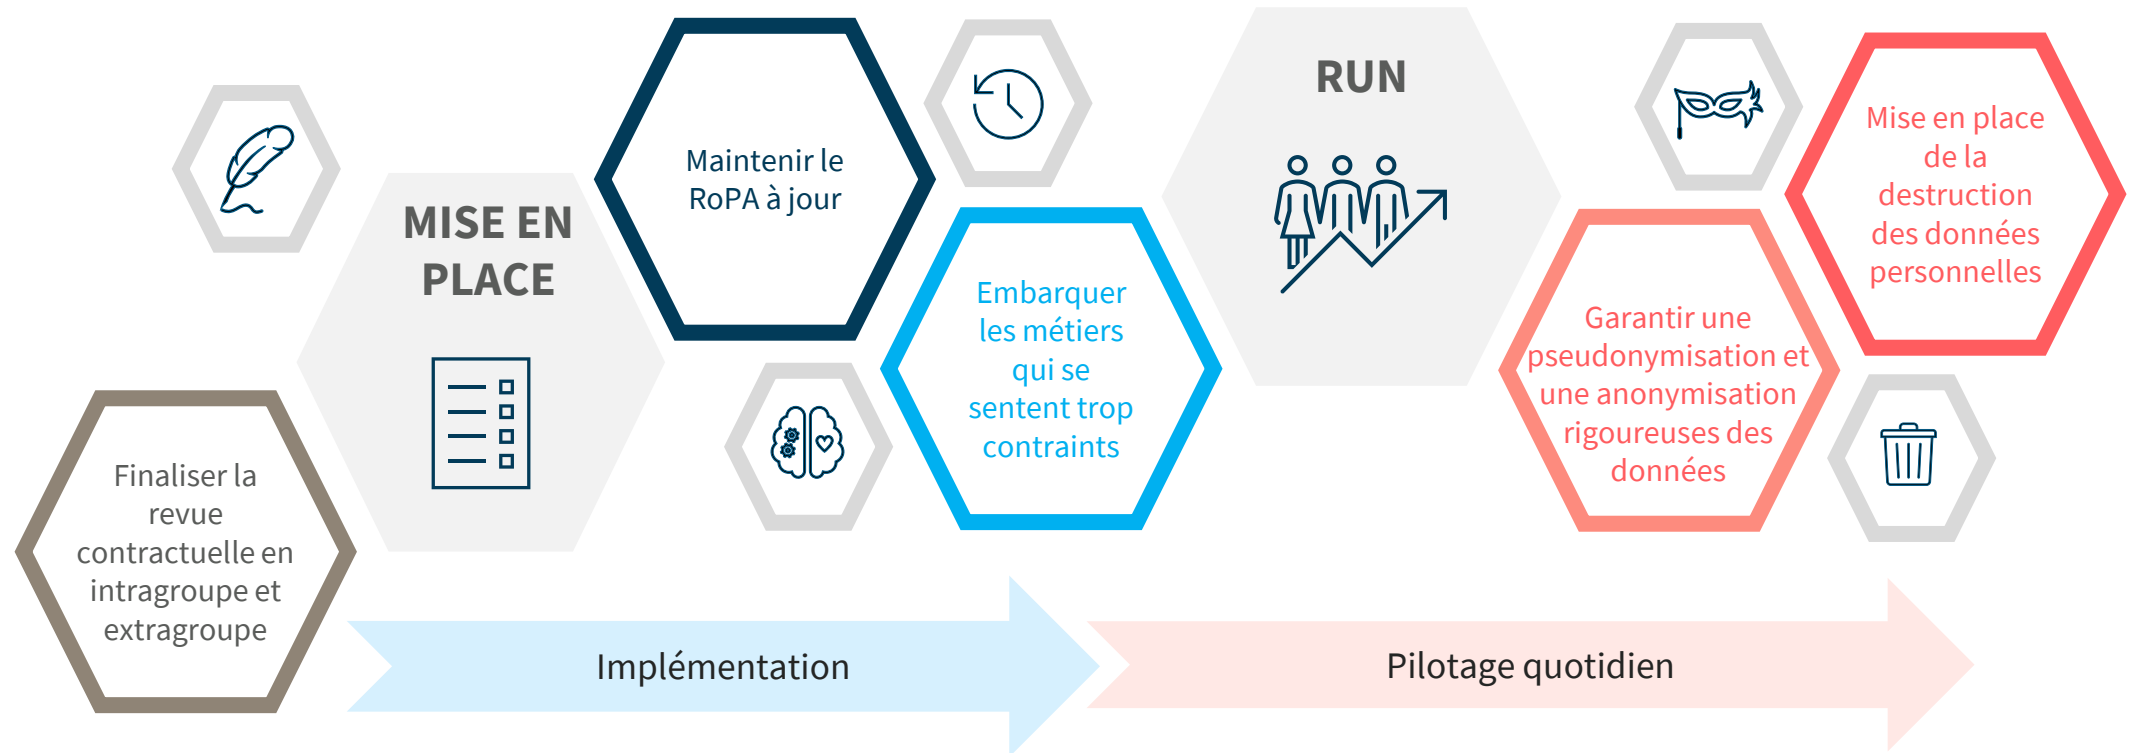 MISE EN
PLACE
Finaliser la
revue
contractuelle en
intragroupe et
extragroupe
Maintenir le
RoPA à jour
Embarquer
les métiers
qui se
sentent trop
contraints
RUN
Garantir une
pseudonymisation et
une anonymisation
rigoureuses des
données
Mise en place
de la
destruction
des données
personnelles
Implémentation
Pilotage quotidien